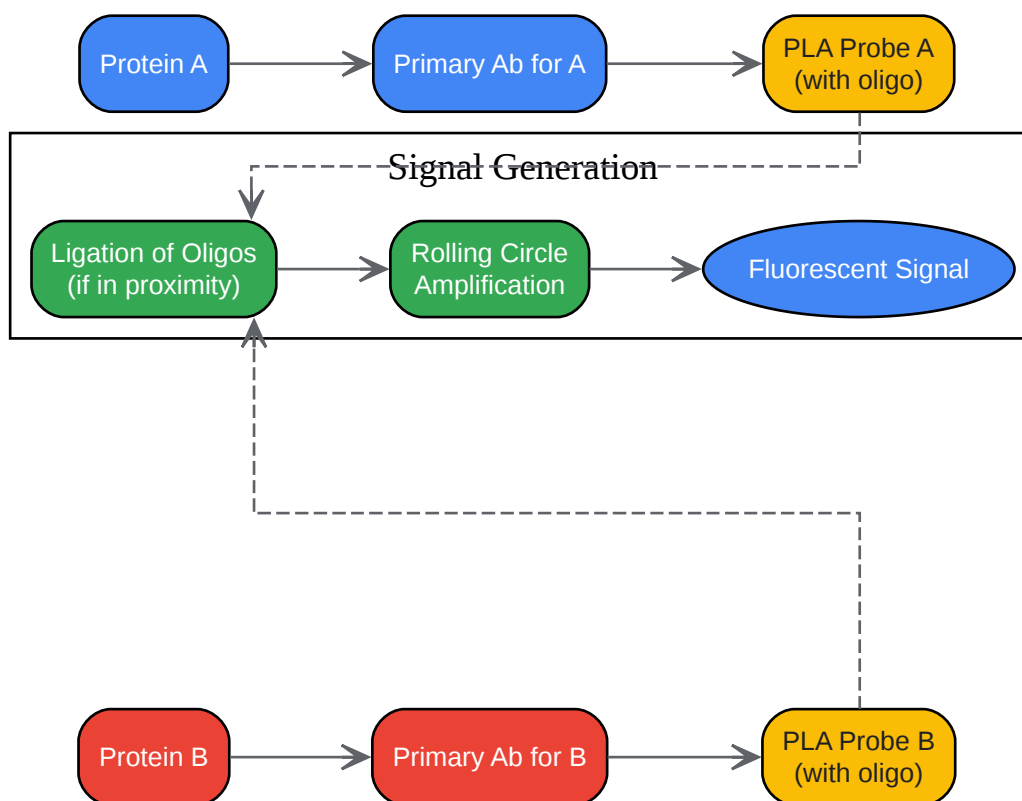 Protein A
Primary Ab for A
PLA Probe A
(with oligo)
Signal Generation
Ligation of Oligos
(if in proximity)
Rolling Circle
Amplification
Fluorescent Signal
Protein B
Primary Ab for B
PLA Probe B
(with oligo)